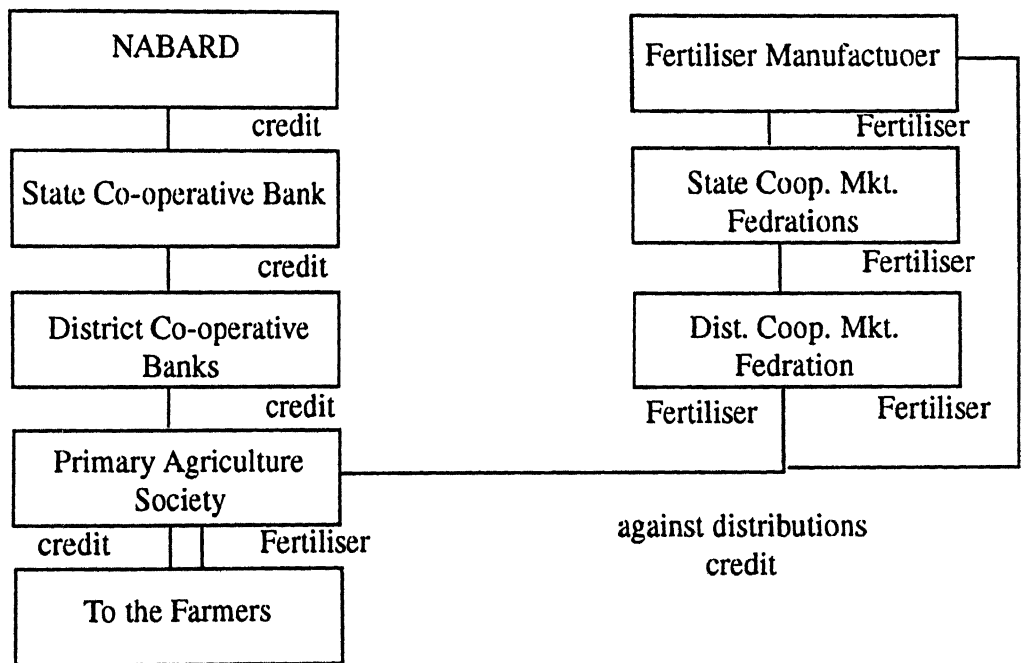 NABARD
credit
State Co-operative Bank
credit
District Co-operative
Banks
credit
Primary Agriculture
Society
credit
Fertiliser
To the Farmers
Fertiliser Manufactuoer
Fertiliser
State Coop. Mkt.
Fedrations
Fertiliser
Dist. Coop. Mkt.
Fedration
Fertiliser
Fertiliser
against distributions
credit